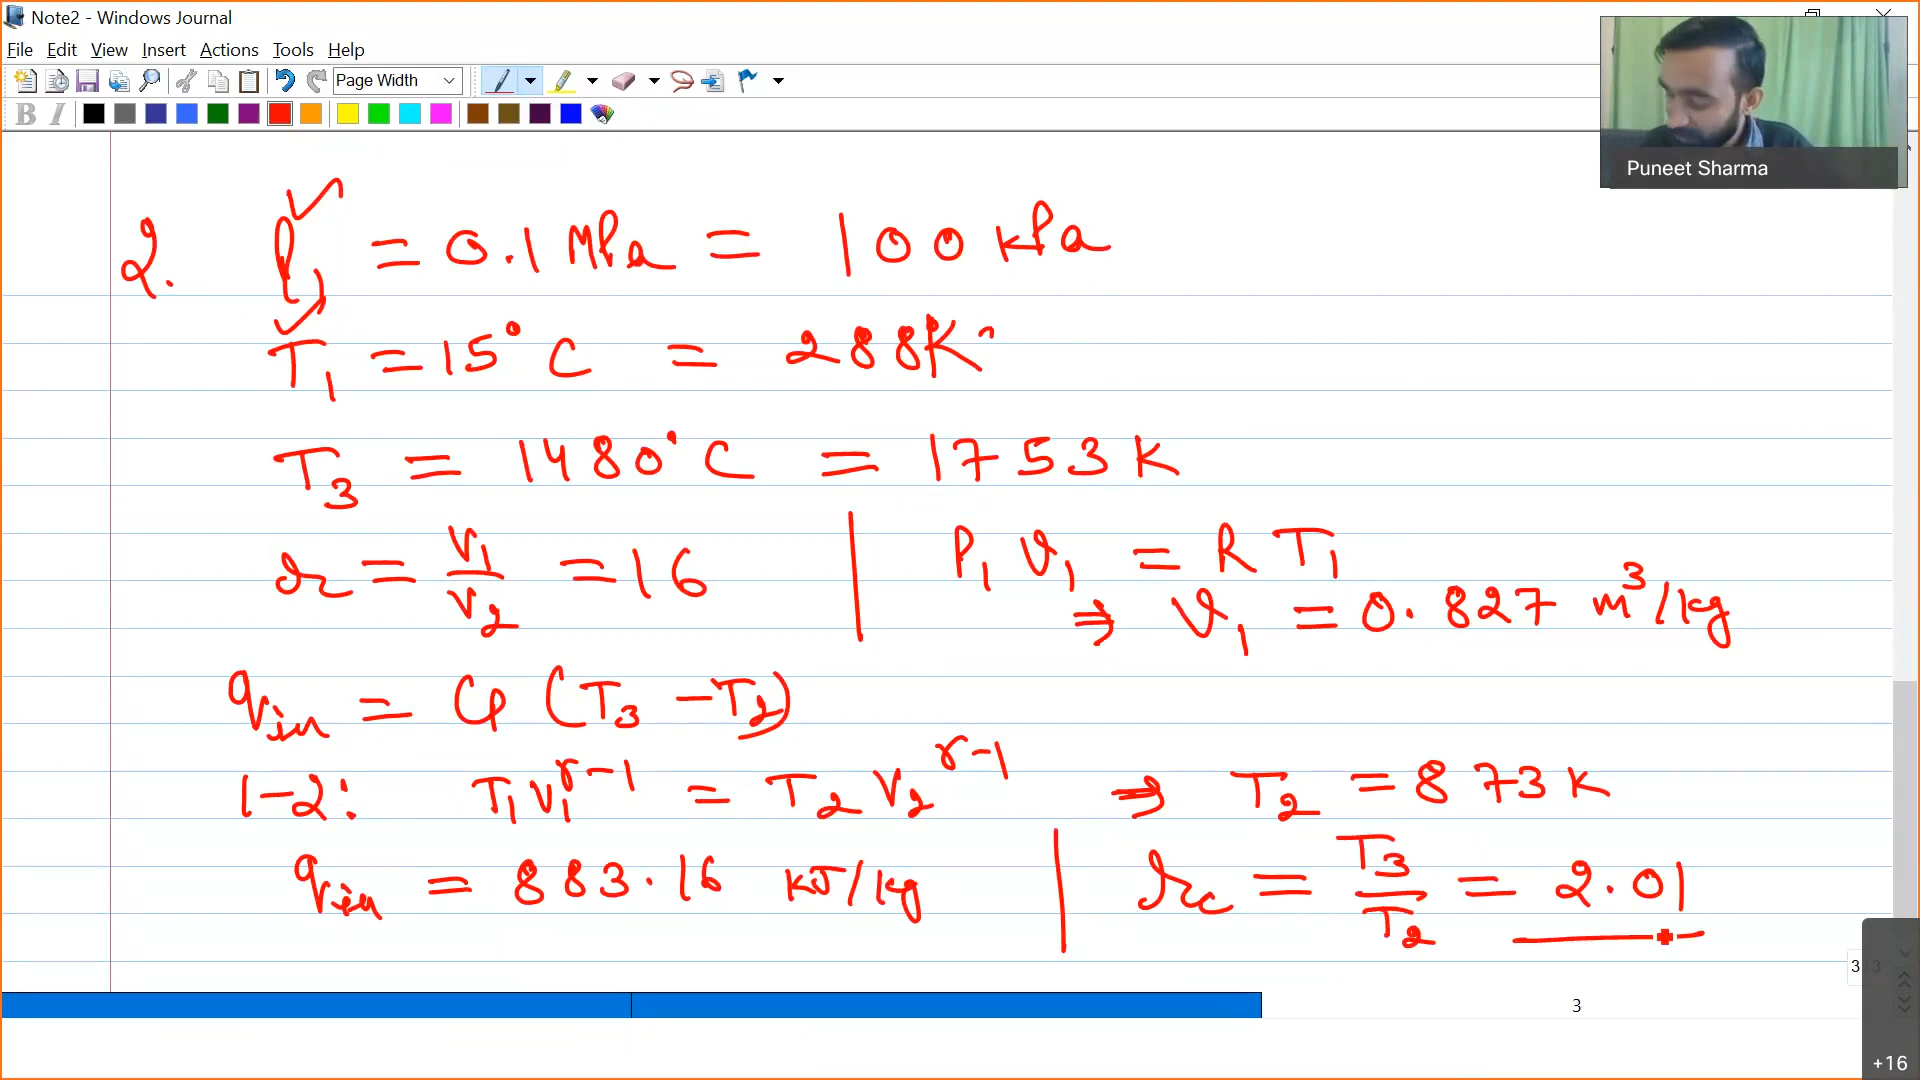 Note2 - Windows Journal
File Edit View Insert Actions Tools Help
Page Width
B I
Puneet Sharma
2. P₁ = 0.1 MPa = 100 kPa
T₁ = 15°C = 288K
T₃ = 1480°C = 1753 K
r = V₁/V₂ = 16 | P₁ v₁ = R T₁
⇒ v₁ = 0.827 m³/kg
qin = Cp (T₃ - T₂)
1-2: T₁V₁^γ-1 = T₂ V₂^γ-1 ⇒ T₂ = 873 K
qin = 883.16 kJ/kg | rc = T₃/T₂ = 2.01
3 / 3
3
+16